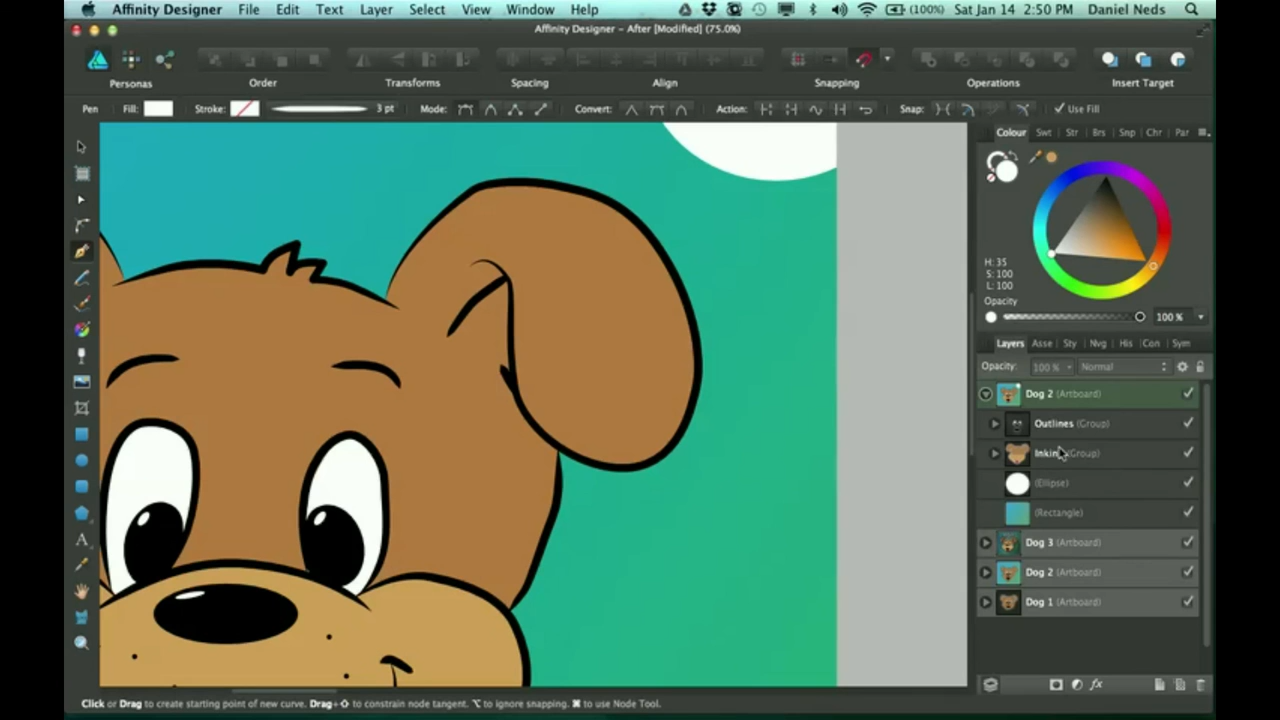 Affinity Designer File Edit Text Layer Select View Window Help (100%) Sat Jan 14 2:50 PM Daniel Neds
Affinity Designer - After [Modified] (75.0%)
Personas Order Transforms Spacing Align Snapping Operations Insert Target
Pen Fill: Stroke: 3 pt Mode: Convert: Action: Snap: Use Fill
Colour Swt Str Brs Snp Chr Par
H: 35
S: 100
L: 100
Opacity
100 %
Layers Asse Sty Nvg His Con Sym
Opacity: 100 % Normal
Dog 2 (Artboard)
Outlines (Group)
Inkin (Group)
(Ellipse)
(Rectangle)
Dog 3 (Artboard)
Dog 2 (Artboard)
Dog 1 (Artboard)
fx
Click or Drag to create starting point of new curve. Drag+⇧ to constrain node tangent. ⌥ to ignore snapping. ⌘ to use Node Tool.